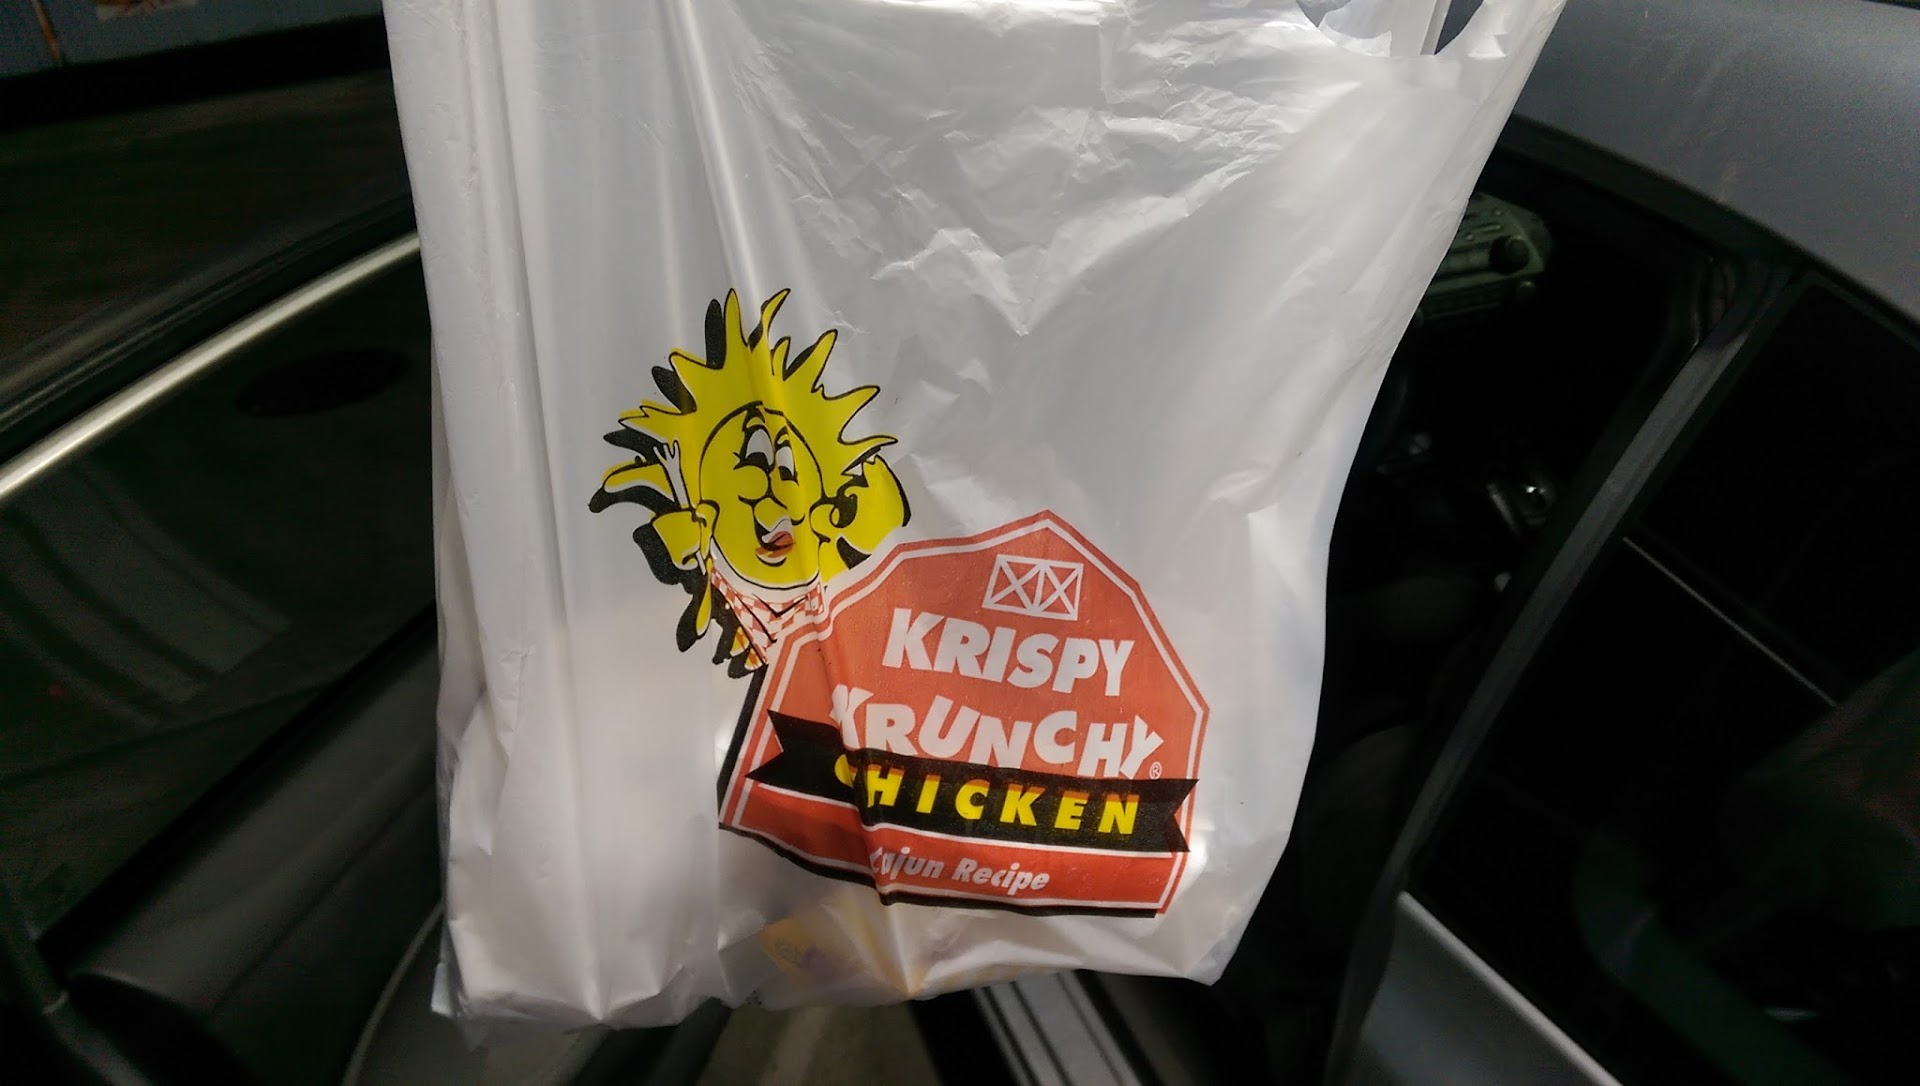 KRISPY
KRUNCHY®
CHICKEN
Cajun Recipe